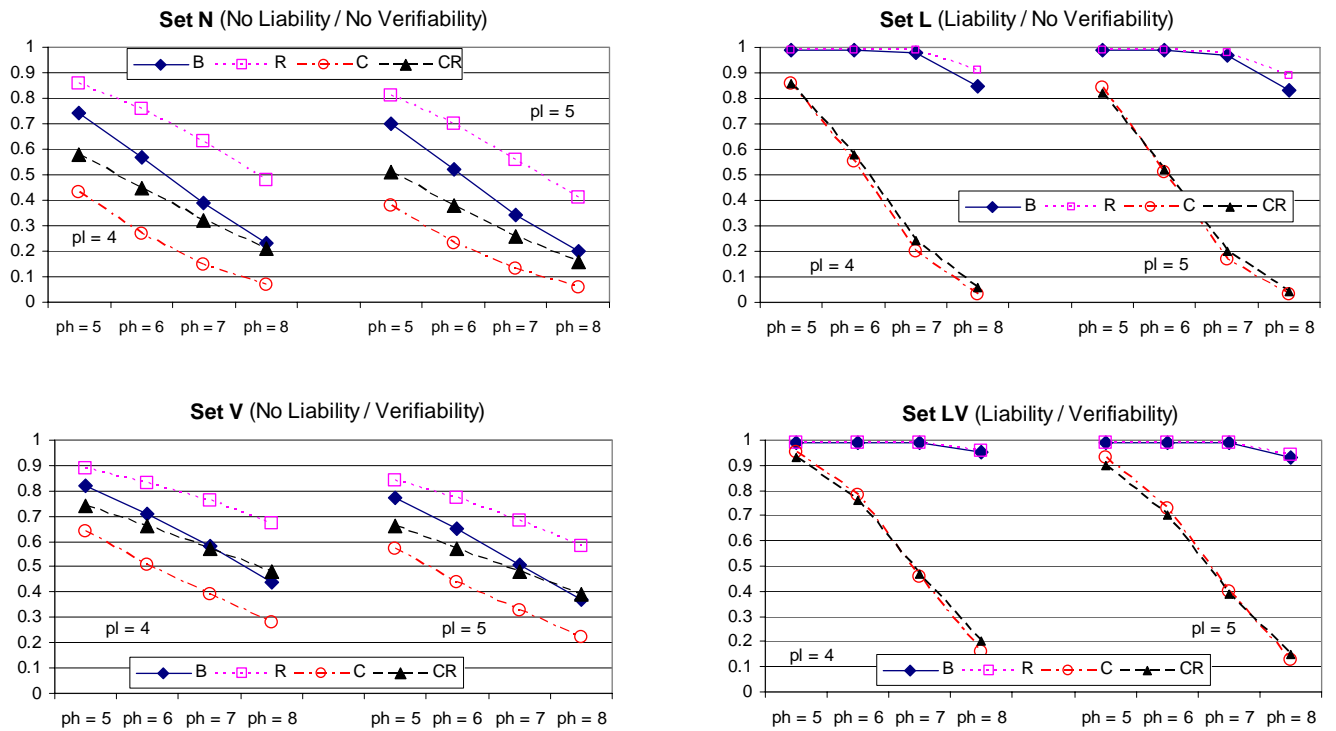 Set N (No Liability / No Verifiability)
1
0.9
0.8
0.7
0.6
0.5
0.4
0.3
0.2
0.1
0
B R C CR
pl = 5
pl = 4
ph = 5 ph = 6 ph = 7 ph = 8 ph = 5 ph = 6 ph = 7 ph = 8
Set L (Liability / No Verifiability)
1
0.9
0.8
0.7
0.6
0.5
0.4
0.3
0.2
0.1
0
B R C CR
pl = 4
pl = 5
ph = 5 ph = 6 ph = 7 ph = 8 ph = 5 ph = 6 ph = 7 ph = 8
Set V (No Liability / Verifiability)
1
0.9
0.8
0.7
0.6
0.5
0.4
0.3
0.2
0.1
0
pl = 4
pl = 5
B R C CR
ph = 5 ph = 6 ph = 7 ph = 8 ph = 5 ph = 6 ph = 7 ph = 8
Set LV (Liability / Verifiability)
1
0.9
0.8
0.7
0.6
0.5
0.4
0.3
0.2
0.1
0
pl = 5
pl = 4
B R C CR
ph = 5 ph = 6 ph = 7 ph = 8 ph = 5 ph = 6 ph = 7 ph = 8